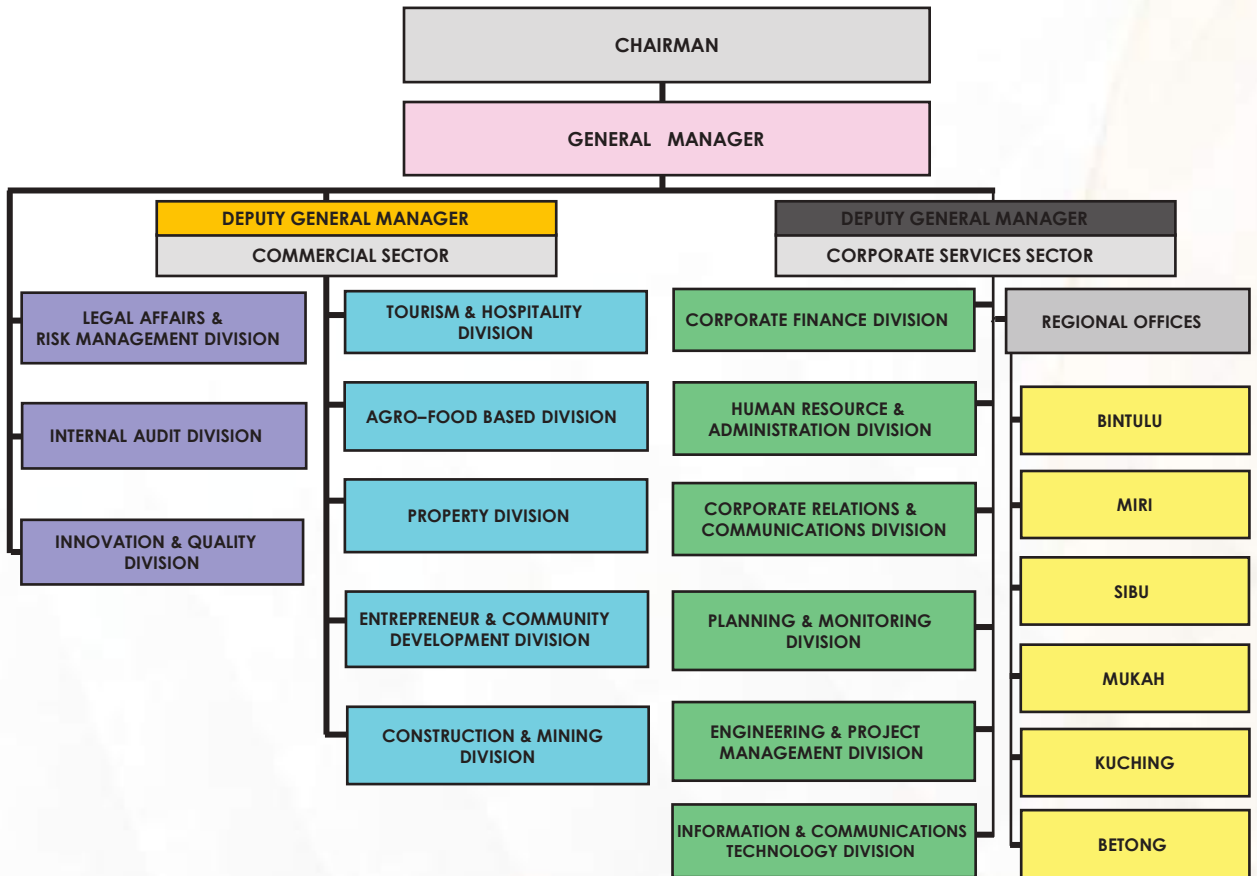 CHAIRMAN
GENERAL MANAGER
DEPUTY GENERAL MANAGER
COMMERCIAL SECTOR
DEPUTY GENERAL MANAGER
CORPORATE SERVICES SECTOR
LEGAL AFFAIRS &
RISK MANAGEMENT DIVISION
INTERNAL AUDIT DIVISION
INNOVATION & QUALITY
DIVISION
TOURISM & HOSPITALITY
DIVISION
AGRO–FOOD BASED DIVISION
PROPERTY DIVISION
ENTREPRENEUR & COMMUNITY
DEVELOPMENT DIVISION
CONSTRUCTION & MINING
DIVISION
CORPORATE FINANCE DIVISION
HUMAN RESOURCE &
ADMINISTRATION DIVISION
CORPORATE RELATIONS &
COMMUNICATIONS DIVISION
PLANNING & MONITORING
DIVISION
ENGINEERING & PROJECT
MANAGEMENT DIVISION
INFORMATION & COMMUNICATIONS
TECHNOLOGY DIVISION
REGIONAL OFFICES
BINTULU
MIRI
SIBU
MUKAH
KUCHING
BETONG